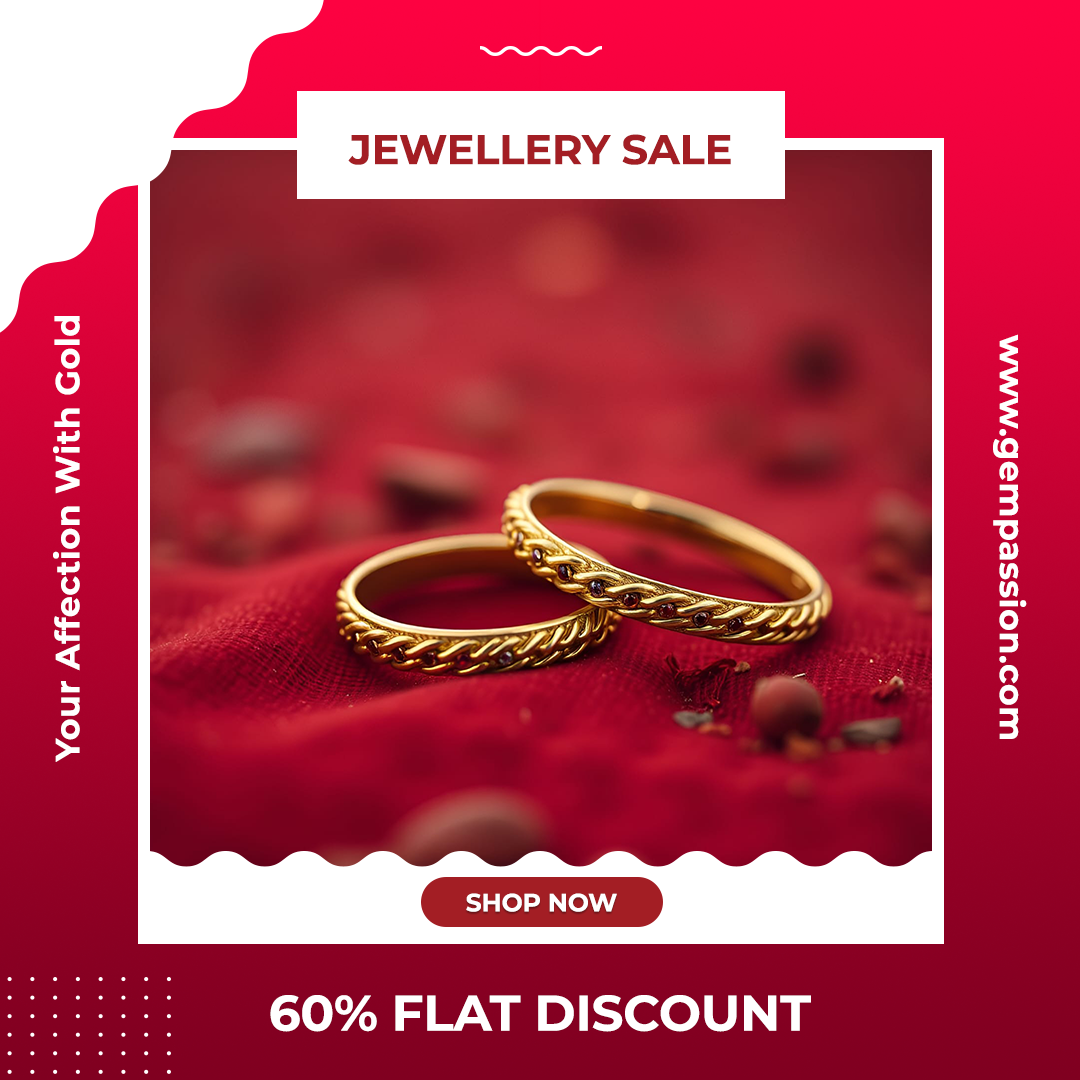 JEWELLERY SALE
Your Affection With Gold
www.gempassion.com
SHOP NOW
60% FLAT DISCOUNT